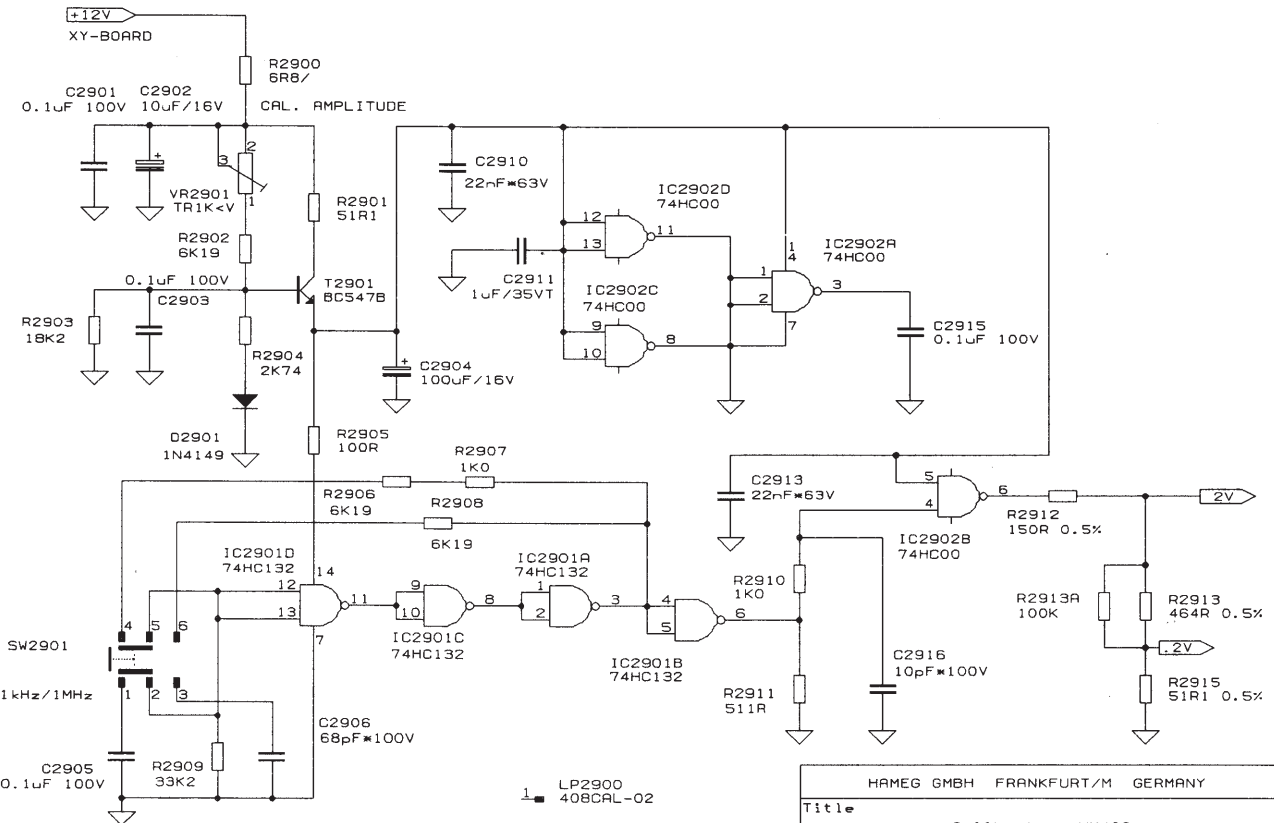 +12V
XY-BOARD
R2900
6R8/
C2901
0.1uF 100V
C2902
10uF/16V
CAL. AMPLITUDE
3
2
1
VR2901
TR1K<V
R2901
51R1
R2902
6K19
0.1uF 100V
C2903
T2901
BC547B
R2903
18K2
R2904
2K74
D2901
1N4149
C2904
100uF/16V
R2905
100R
C2910
22nF*63V
C2911
1uF/35VT
IC2902D
74HC00
12
13
11
IC2902C
74HC00
9
10
8
IC2902A
74HC00
1
4
1
2
7
3
C2915
0.1uF 100V
R2907
1K0
R2906
6K19
R2908
6K19
C2913
22nF*63V
5
4
6
IC2902B
74HC00
R2912
150R 0.5%
2V
R2913A
100K
R2913
464R 0.5%
.2V
R2915
51R1 0.5%
IC2901D
74HC132
14
12
13
11
7
9
10
8
IC2901C
74HC132
IC2901A
74HC132
1
2
3
4
5
6
IC2901B
74HC132
R2910
1K0
R2911
511R
C2916
10pF*100V
SW2901
4
5
6
1
2
3
1kHz/1MHz
C2905
0.1uF 100V
R2909
33K2
C2906
68pF*100V
1
LP2900
408CAL-02
HAMEG GMBH FRANKFURT/M GERMANY
Title